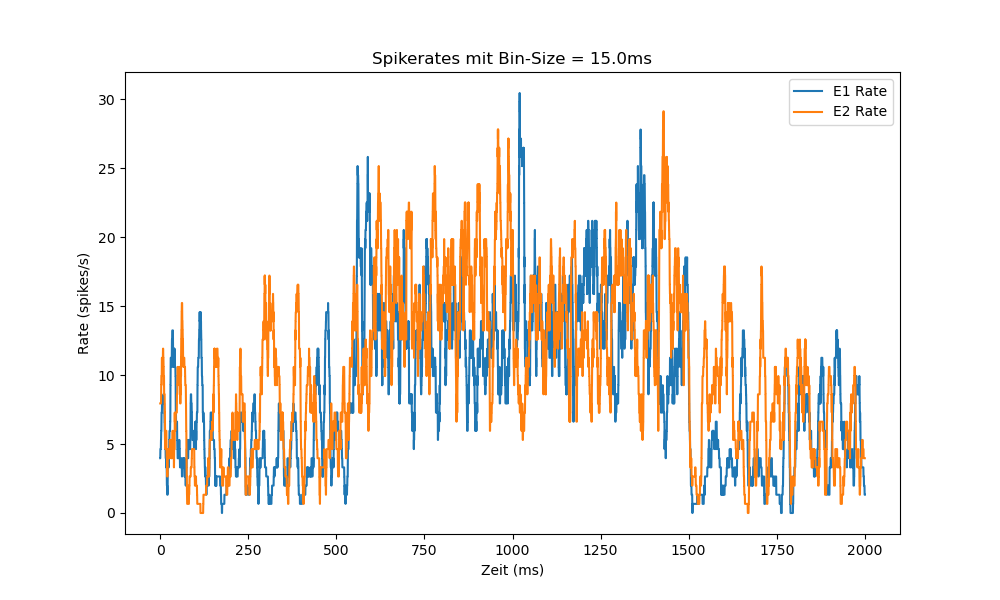 Spikerates mit Bin-Size = 15.0ms
E1 Rate
E2 Rate
Rate (spikes/s)
30
25
20
15
10
5
0
0 250 500 750 1000 1250 1500 1750 2000
Zeit (ms)